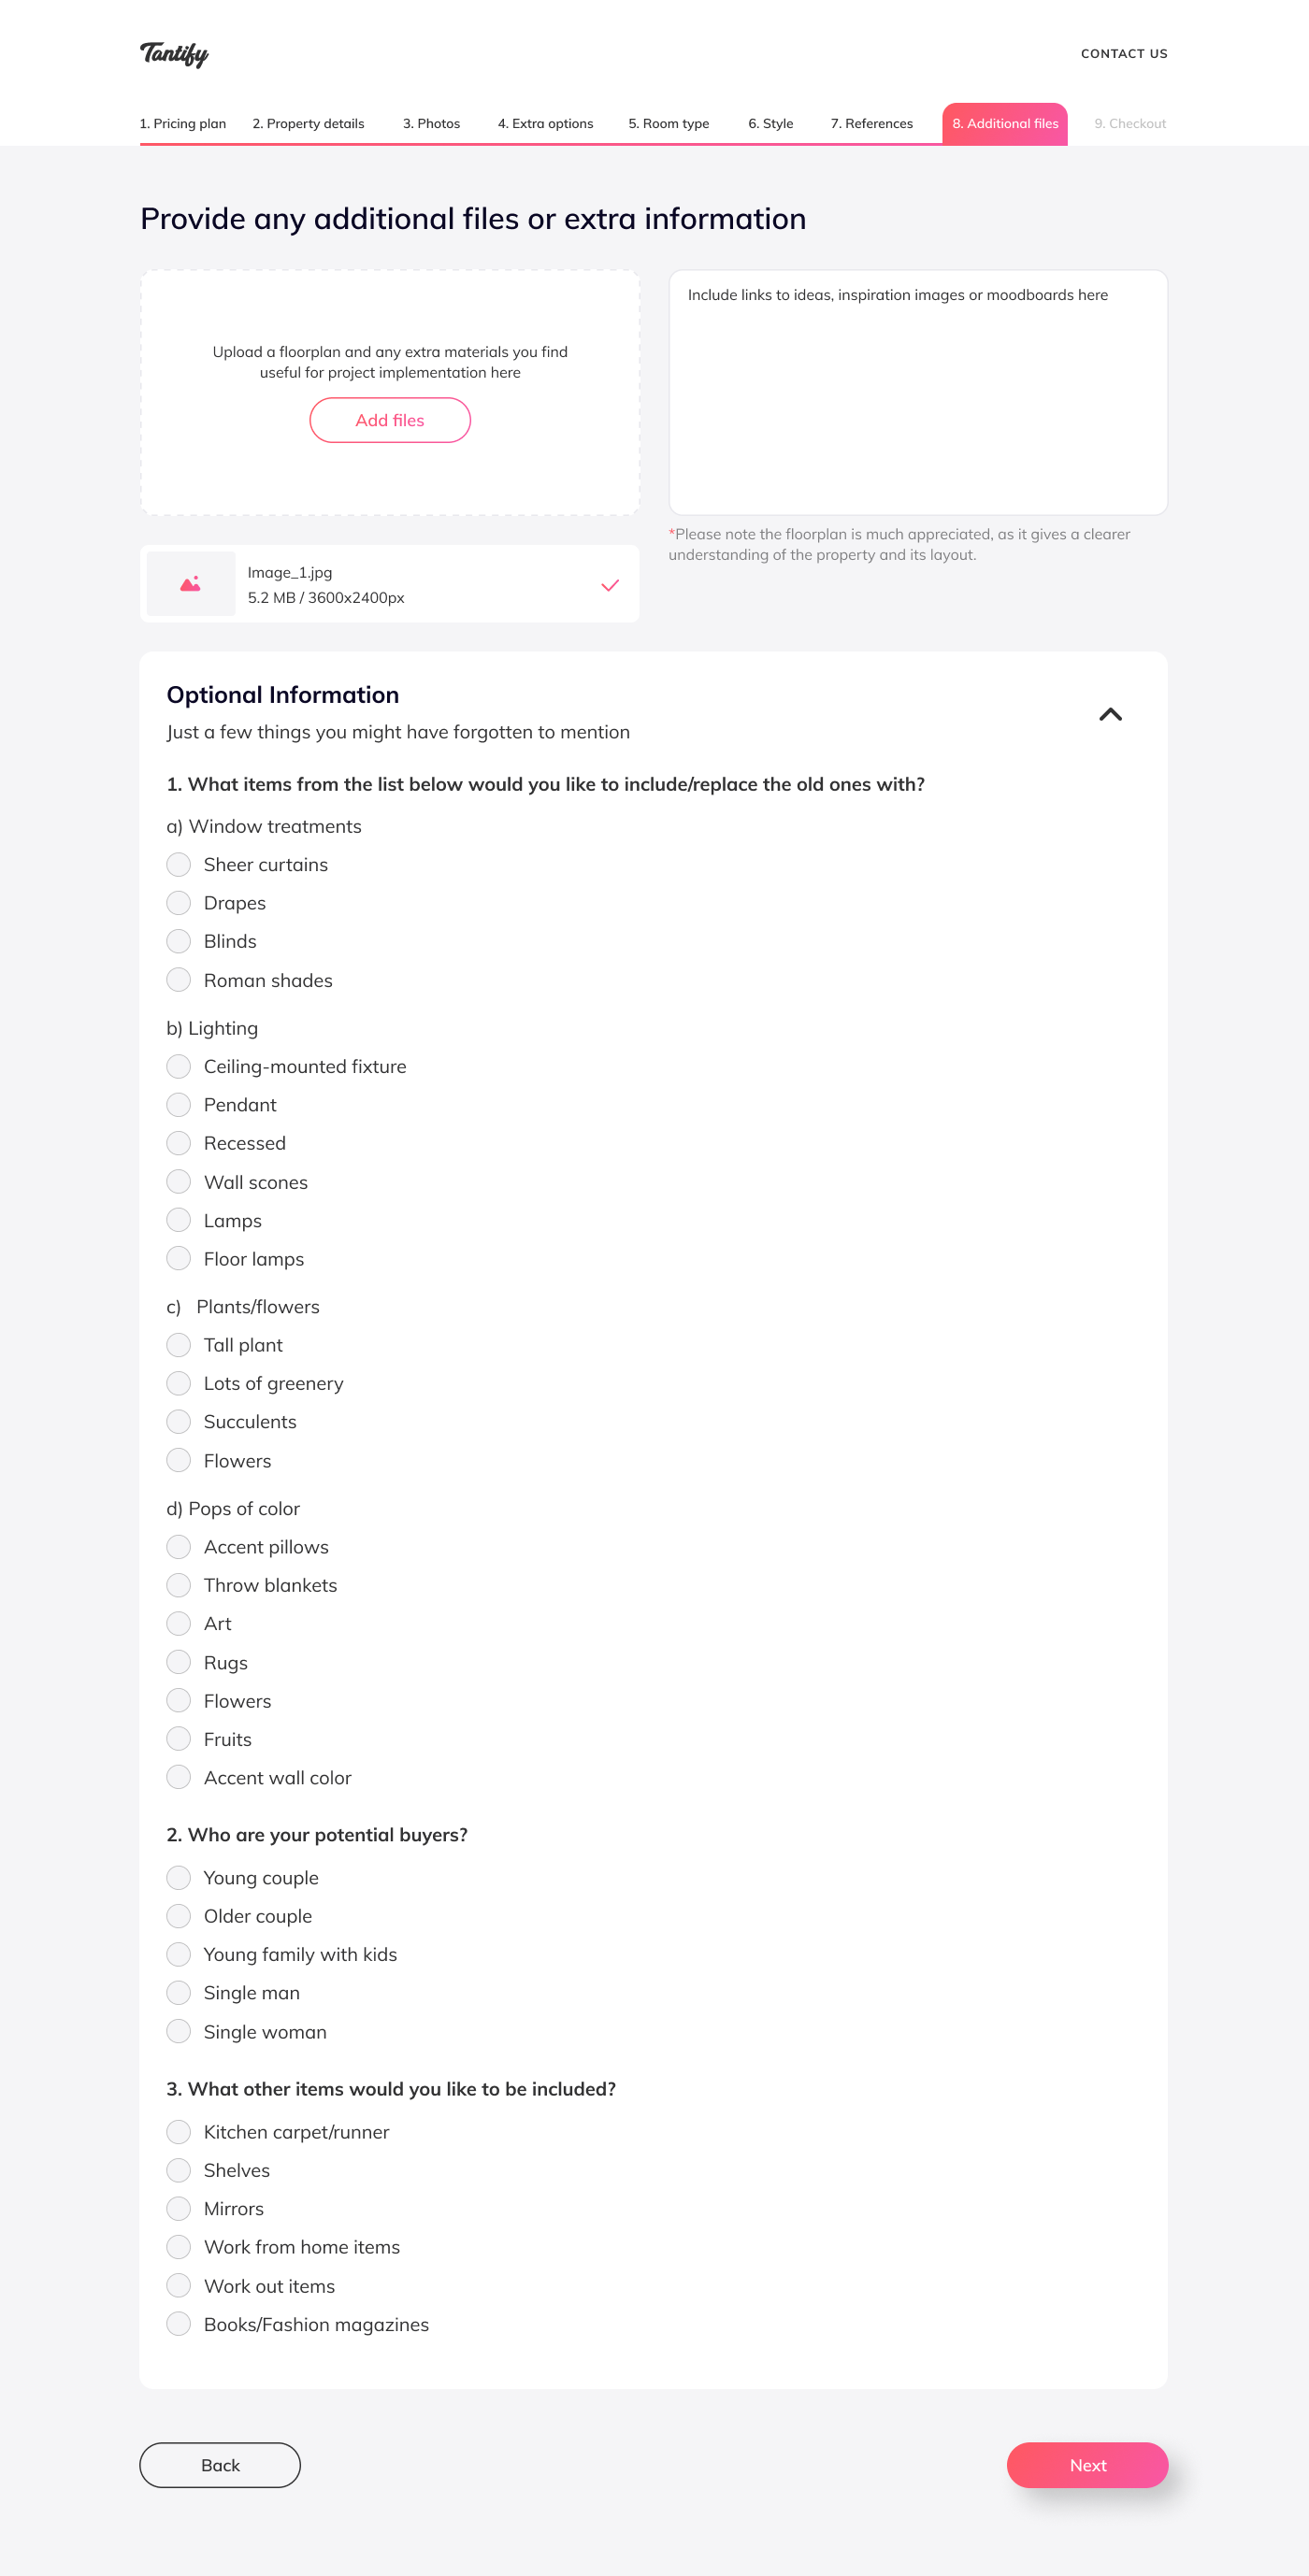 Tantify
CONTACT US
1. Pricing plan
2. Property details
3. Photos
4. Extra options
5. Room type
6. Style
7. References
8. Additional files
9. Checkout
Provide any additional files or extra information
Upload a floorplan and any extra materials you find
useful for project implementation here
Add files
Include links to ideas, inspiration images or moodboards here
*Please note the floorplan is much appreciated, as it gives a clearer
understanding of the property and its layout.
Image_1.jpg
5.2 MB / 3600x2400px
Optional Information
Just a few things you might have forgotten to mention
1. What items from the list below would you like to include/replace the old ones with?
a) Window treatments
Sheer curtains
Drapes
Blinds
Roman shades
b) Lighting
Ceiling-mounted fixture
Pendant
Recessed
Wall scones
Lamps
Floor lamps
c) Plants/flowers
Tall plant
Lots of greenery
Succulents
Flowers
d) Pops of color
Accent pillows
Throw blankets
Art
Rugs
Flowers
Fruits
Accent wall color
2. Who are your potential buyers?
Young couple
Older couple
Young family with kids
Single man
Single woman
3. What other items would you like to be included?
Kitchen carpet/runner
Shelves
Mirrors
Work from home items
Work out items
Books/Fashion magazines
Back
Next